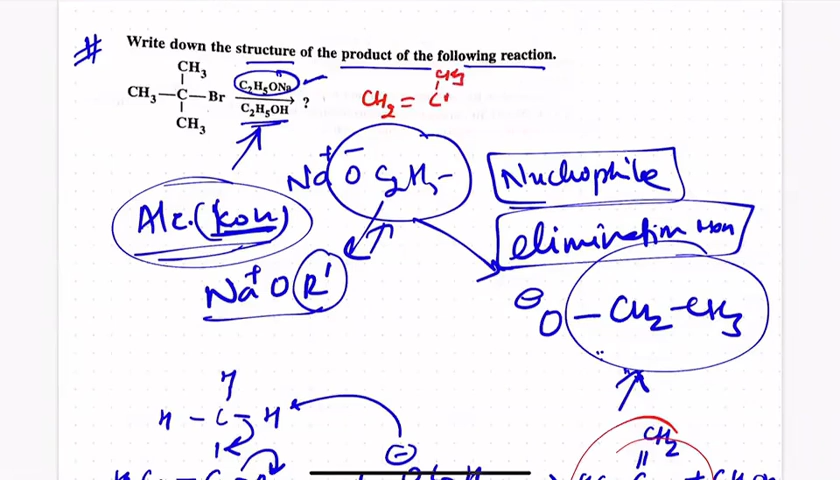 # Write down the structure of the product of the following reaction.
CH3
CH3—C—Br C2H5ONa / C2H5OH → ?
CH3
CH3
CH2 = C
Na+ O− C2H5−
Nuclophile
Alc. (KOH)
elimination
Na+ O R'
⊖O − CH2 − CH3
H
H − C H
⊖
CH2
||